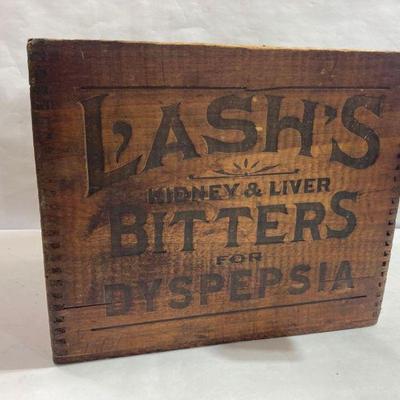 LASH'S
KIDNEY & LIVER
BITTERS
FOR
DYSPEPSIA